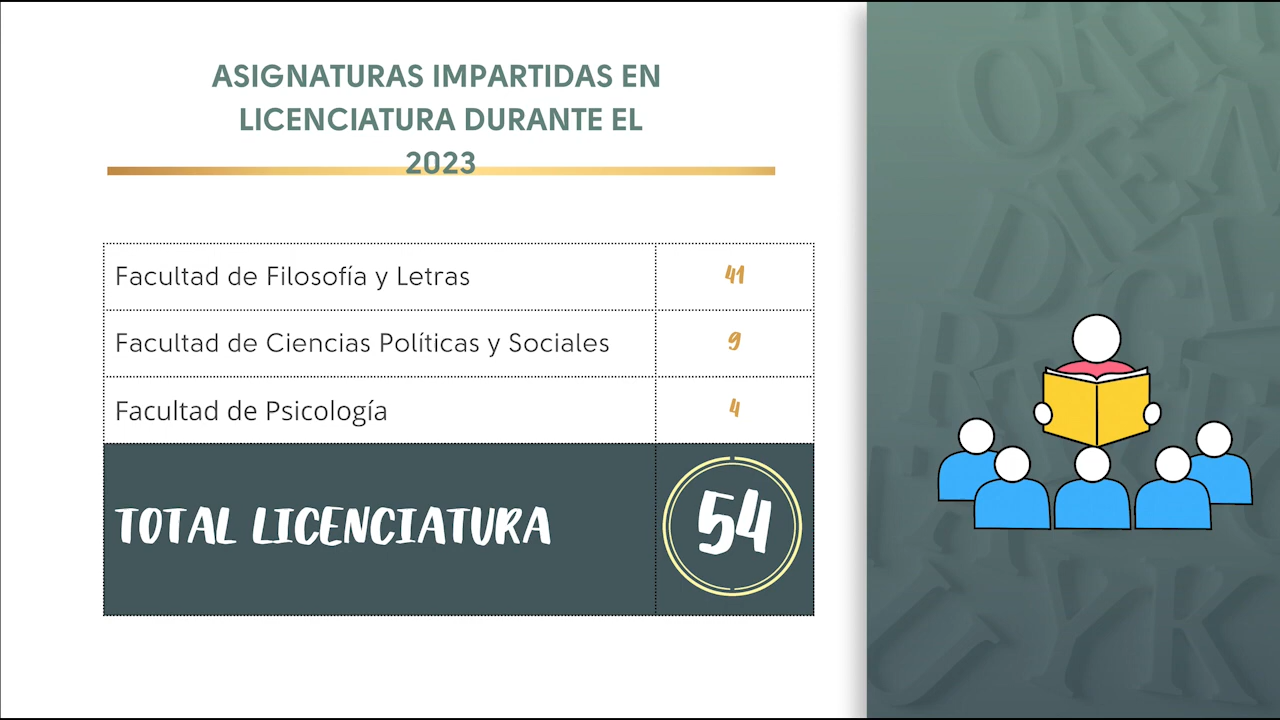 ASIGNATURAS IMPARTIDAS EN
LICENCIATURA DURANTE EL
2023
Facultad de Filosofía y Letras 41
Facultad de Ciencias Políticas y Sociales 9
Facultad de Psicología 4
TOTAL LICENCIATURA 54